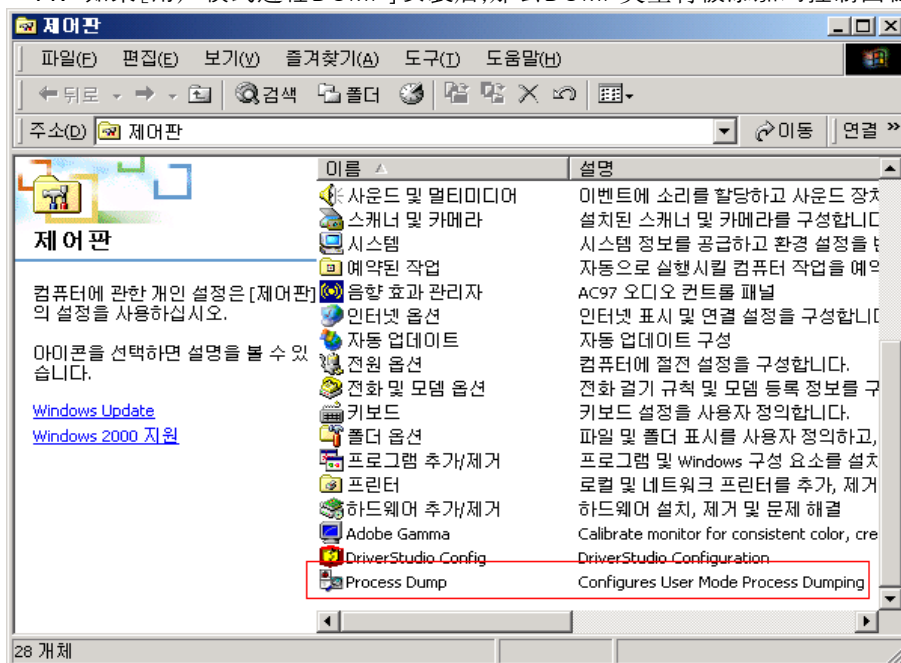 제어판
파일(F) 편집(E) 보기(V) 즐겨찾기(A) 도구(T) 도움말(H)
뒤로 검색 폴더
주소(D) 제어판 이동 연결 »
제어판
컴퓨터에 관한 개인 설정은 [제어판]
의 설정을 사용하십시오.
아이콘을 선택하면 설명을 볼 수 있
습니다.
Windows Update
Windows 2000 지원
이름 설명
사운드 및 멀티미디어 이벤트에 소리를 할당하고 사운드
스캐너 및 카메라 설치된 스캐너 및 카메라를 구성합니
시스템 시스템 정보를 공급하고 환경 설정을
예약된 작업 자동으로 실행시킬 컴퓨터 작업을
음향 효과 관리자 AC97 오디오 컨트롤 패널
인터넷 옵션 인터넷 표시 및 연결 설정을 구성합니
자동 업데이트 자동 업데이트 구성
전원 옵션 컴퓨터에 절전 설정을 구성합니다.
전화 및 모뎀 옵션 전화 걸기 규칙 및 모뎀 등록 정보를
키보드 키보드 설정을 사용자 정의합니다.
폴더 옵션 파일 및 폴더 표시를 사용자 정의하고,
프로그램 추가/제거 프로그램 및 Windows 구성 요소를
프린터 로컬 및 네트워크 프린터를 추가, 제거
하드웨어 추가/제거 하드웨어 설치, 제거 및 문제 해결
Adobe Gamma Calibrate monitor for consistent color, cre
DriverStudio Config DriverStudio Configuration
Process Dump Configures User Mode Process Dumping
28 개체